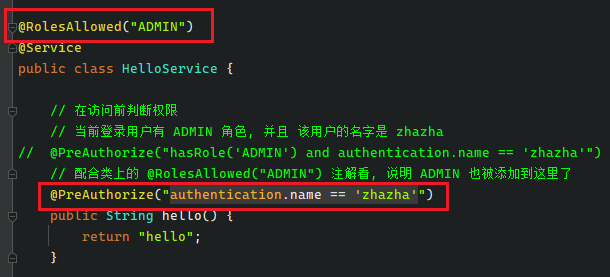 @RolesAllowed("ADMIN")
@Service
public class HelloService {
// 在访问前判断权限
// 当前登录用户有 ADMIN 角色, 并且 该用户的名字是 zhazha
// @PreAuthorize("hasRole('ADMIN') and authentication.name == 'zhazha'")
// 配合类上的 @RolesAllowed("ADMIN") 注解看, 说明 ADMIN 也被添加到这里了
@PreAuthorize("authentication.name == 'zhazha'")
public String hello() {
return "hello";
}